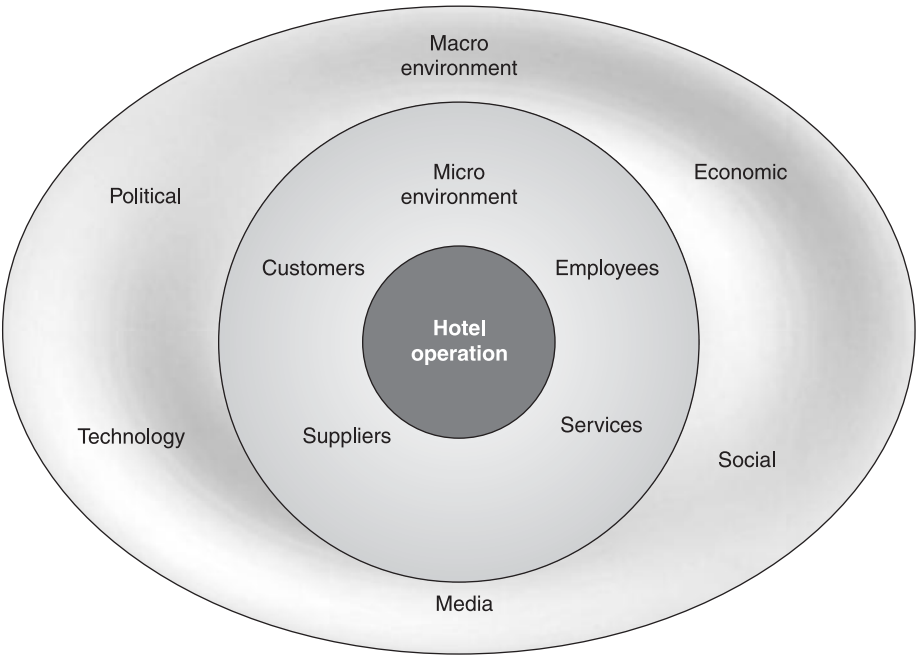 Macro
environment
Political
Economic
Micro
environment
Customers
Employees
Hotel
operation
Technology
Suppliers
Services
Social
Media